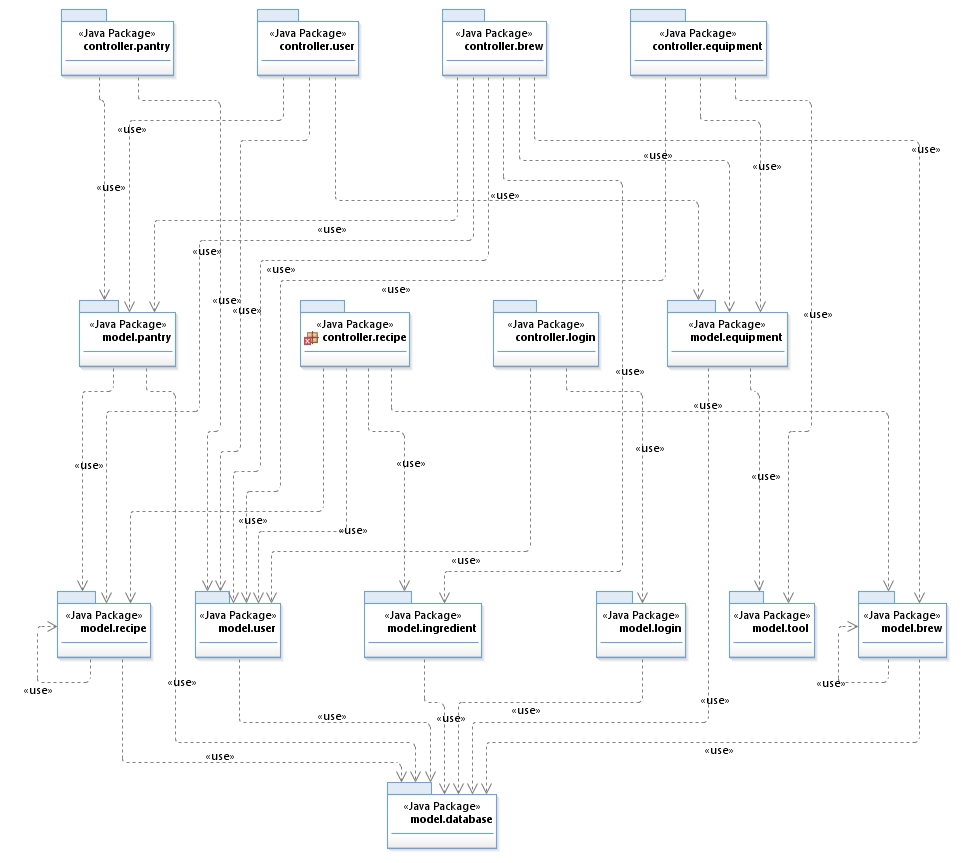 «Java Package»
controller.pantry
«Java Package»
controller.user
«Java Package»
controller.brew
«Java Package»
controller.equipment
«use»
«use»
«use»
«use»
«use»
«use»
«use»
«use»
«use»
«use»
«use»
«use»
«use»
«use»
«Java Package»
model.pantry
«Java Package»
controller.recipe
«Java Package»
controller.login
«Java Package»
model.equipment
«use»
«use»
«use»
«use»
«use»
«use»
«use»
«use»
«use»
«Java Package»
model.recipe
«Java Package»
model.user
«Java Package»
model.ingredient
«Java Package»
model.login
«Java Package»
model.tool
«Java Package»
model.brew
«use»
«use»
«use»
«use»
«use»
«use»
«use»
«use»
«use»
«Java Package»
model.database